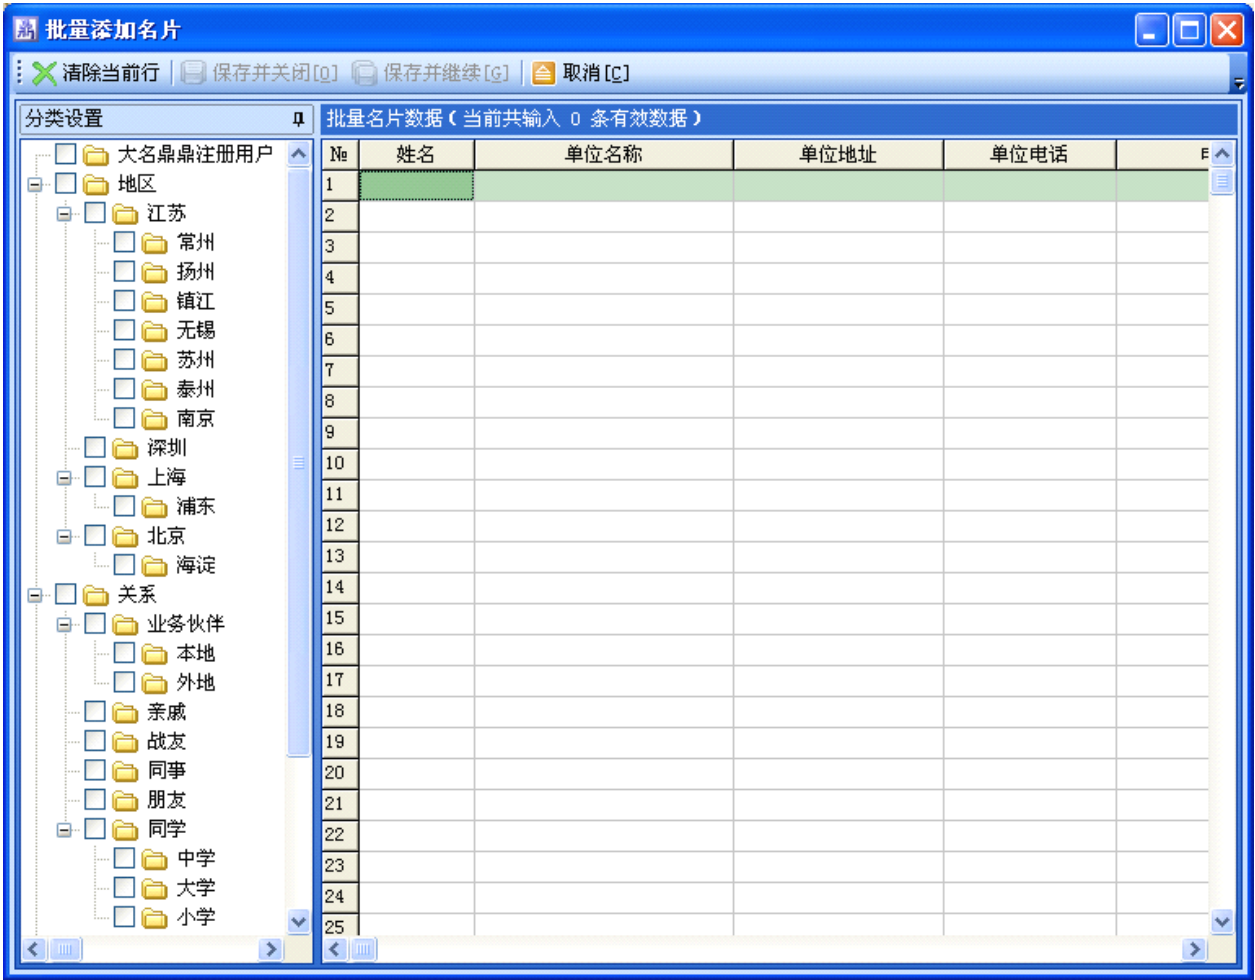 批量添加名片
清除当前行 保存并关闭[O] 保存并继续[G] 取消[C]
分类设置
大名鼎鼎注册用户
地区
江苏
常州
扬州
镇江
无锡
苏州
泰州
南京
深圳
上海
浦东
北京
海淀
关系
业务伙伴
本地
外地
亲戚
战友
同事
朋友
同学
中学
大学
小学
批量名片数据(当前共输入 0 条有效数据)
№ 姓名 单位名称 单位地址 单位电话
1
2
3
4
5
6
7
8
9
10
11
12
13
14
15
16
17
18
19
20
21
22
23
24
25